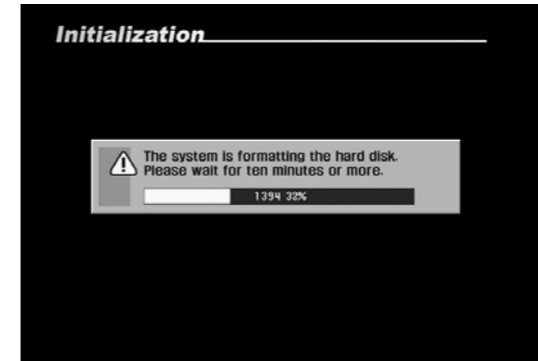 Initialization
The system is formatting the hard disk.
Please wait for ten minutes or more.
1394 32%